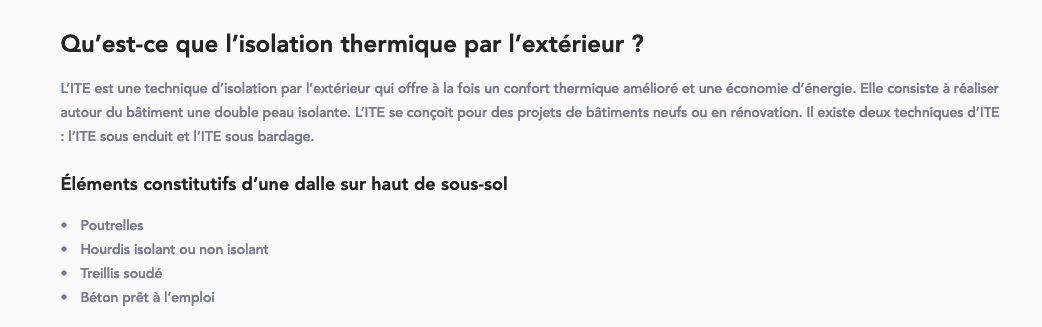 Qu’est-ce que l’isolation thermique par l’extérieur ?
L’ITE est une technique d’isolation par l’extérieur qui offre à la fois un confort thermique amélioré et une économie d’énergie. Elle consiste à réaliser
autour du bâtiment une double peau isolante. L’ITE se conçoit pour des projets de bâtiments neufs ou en rénovation. Il existe deux techniques d’ITE
: l’ITE sous enduit et l’ITE sous bardage.
Éléments constitutifs d’une dalle sur haut de sous-sol
• Poutrelles
• Hourdis isolant ou non isolant
• Treillis soudé
• Béton prêt à l’emploi